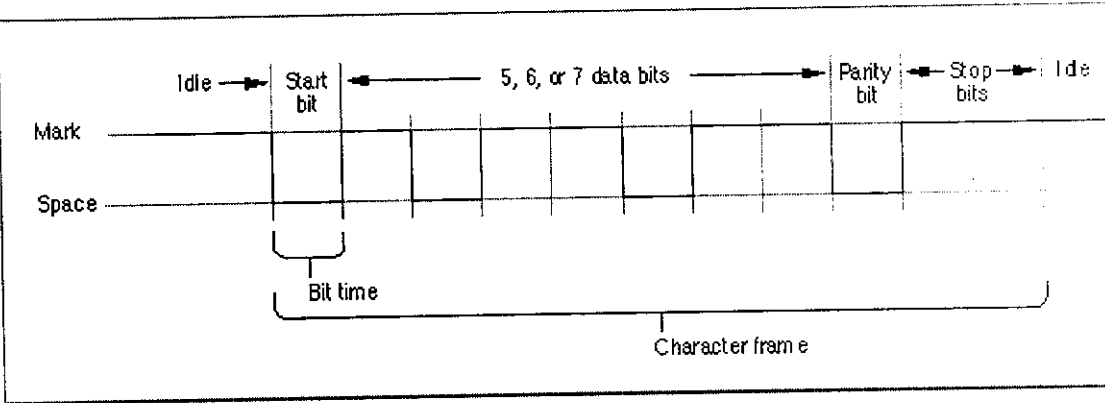 Idle
Start
bit
5, 6, or 7 data bits
Parity
bit
Stop
bits
Idle
Mark
Space
Bit time
Character frame